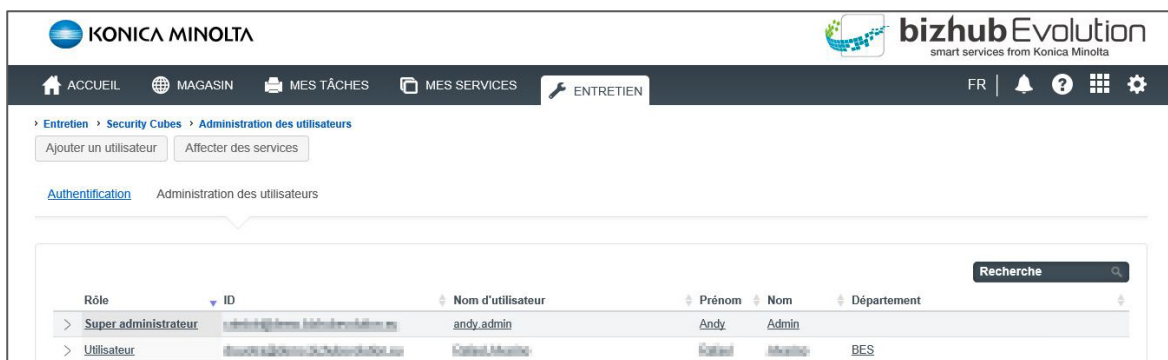 KONICA MINOLTA
bizhub Evolution
smart services from Konica Minolta
ACCUEIL MAGASIN MES TÂCHES MES SERVICES ENTRETIEN FR
› Entretien › Security Cubes › Administration des utilisateurs
Ajouter un utilisateur Affecter des services
Authentification Administration des utilisateurs
Recherche
Rôle ID Nom d'utilisateur Prénom Nom Département
Super administrateur andy.admin Andy Admin
Utilisateur BES